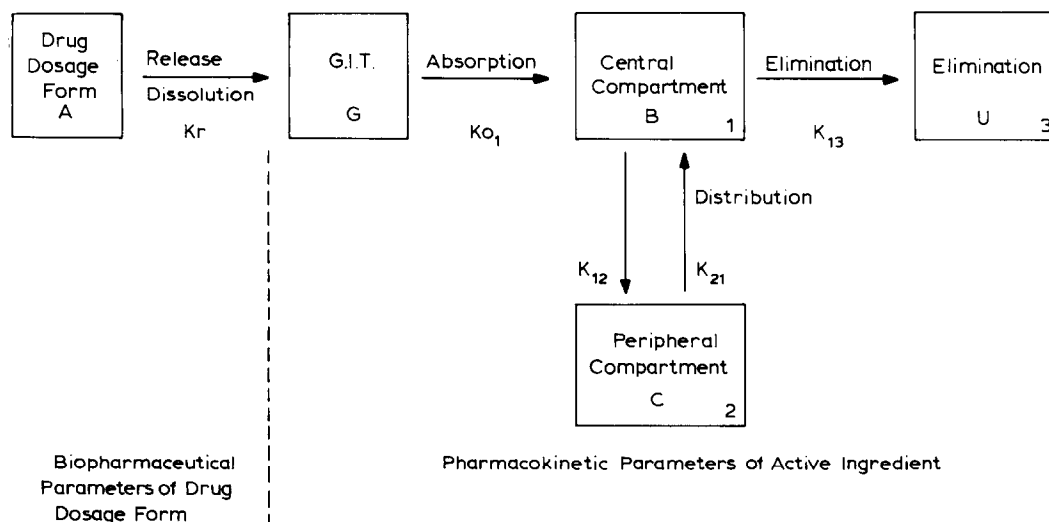 Drug
Dosage
Form
A
Release
Dissolution
Kr
G.I.T.
G
Absorption
Ko1
Central
Compartment
B
1
Elimination
K13
Elimination
U
3
Distribution
K12
K21
Peripheral
Compartment
C
2
Biopharmaceutical
Parameters of Drug
Dosage Form
Pharmacokinetic Parameters of Active Ingredient